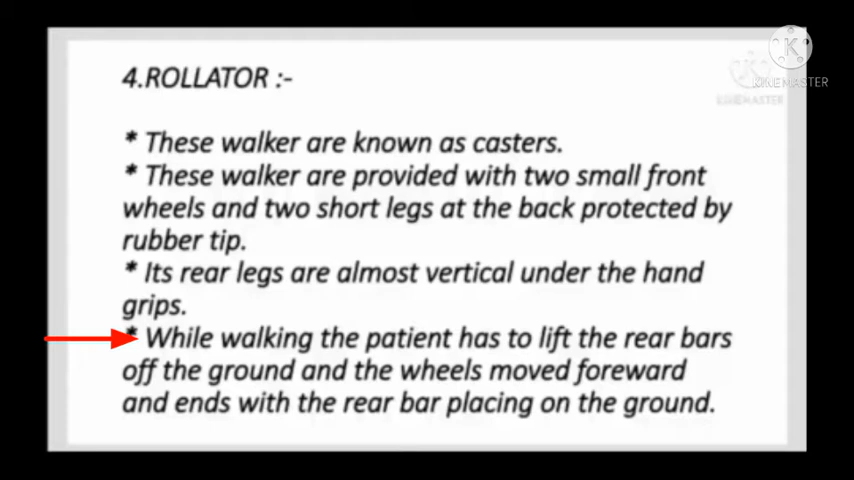 4.ROLLATOR :-
* These walker are known as casters.
* These walker are provided with two small front
wheels and two short legs at the back protected by
rubber tip.
* Its rear legs are almost vertical under the hand
grips.
* While walking the patient has to lift the rear bars
off the ground and the wheels moved foreward
and ends with the rear bar placing on the ground.
K
KINEMASTER
K
KINEMASTER